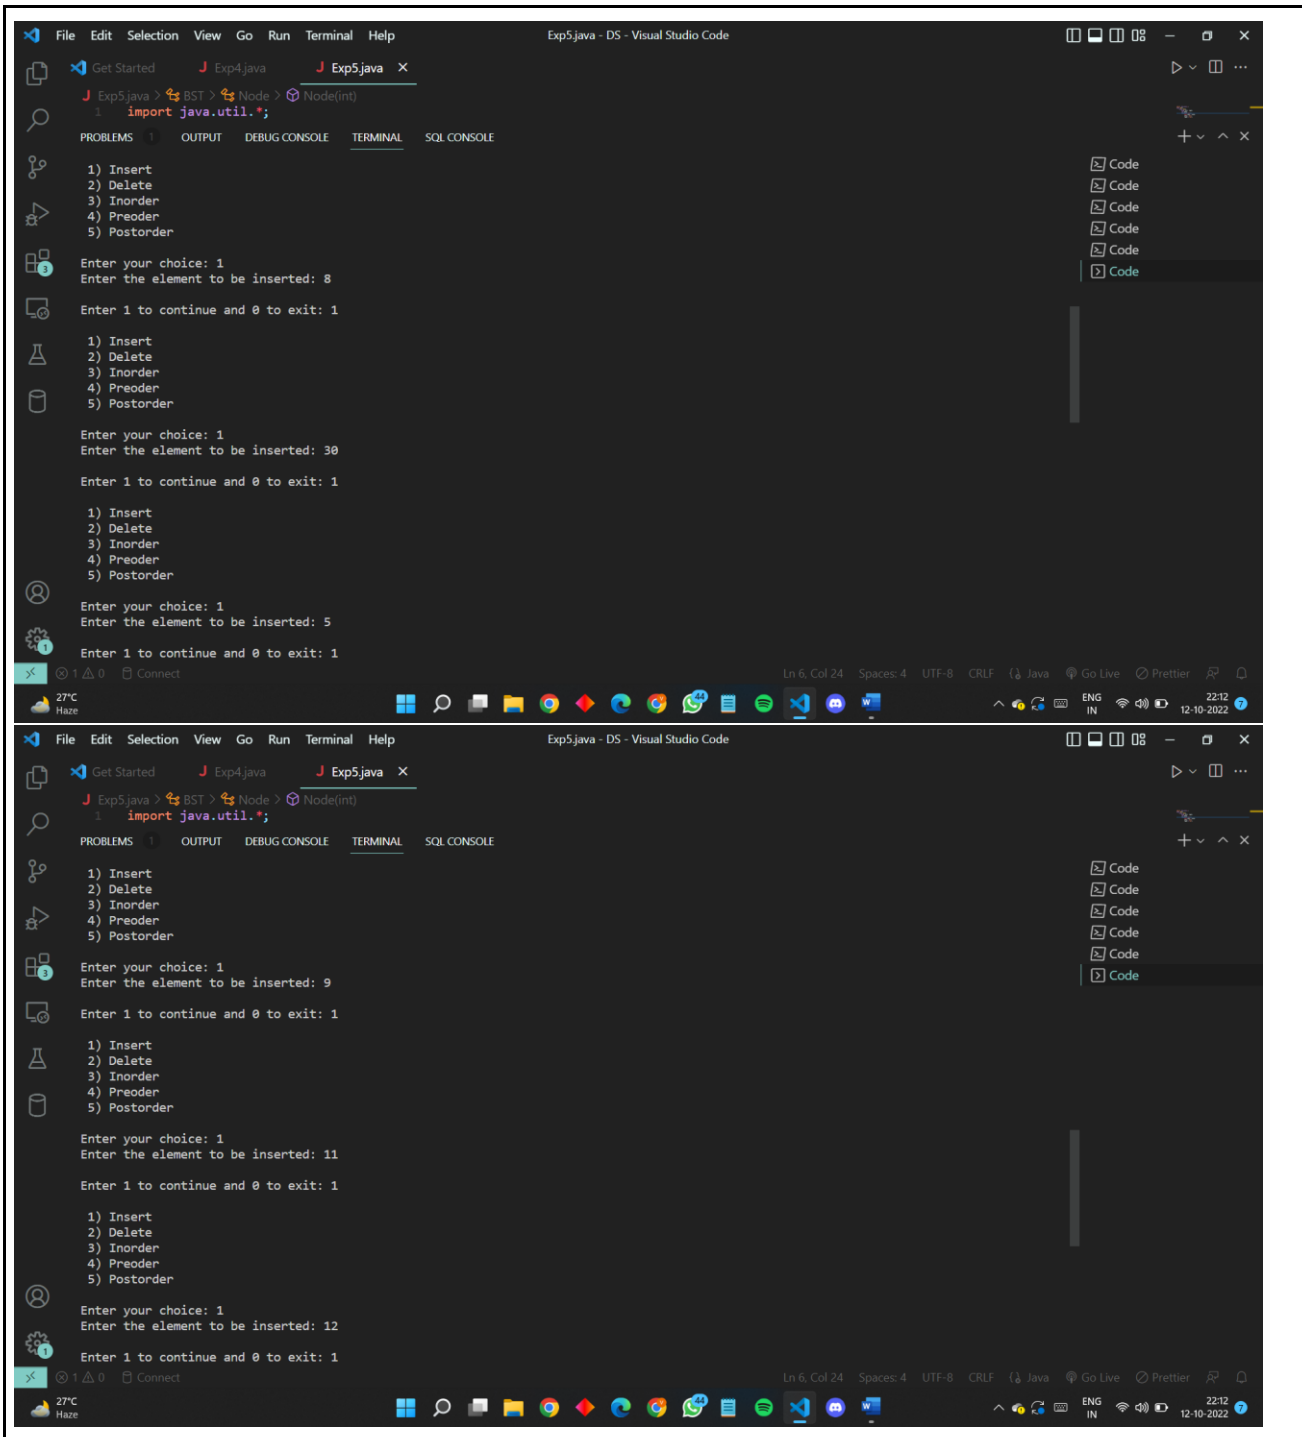 File Edit Selection View Go Run Terminal Help Exp5.java - DS - Visual Studio Code
Get Started J Exp4.java J Exp5.java
J Exp5.java > BST > Node > Node(int)
1 import java.util.*;
PROBLEMS 1 OUTPUT DEBUG CONSOLE TERMINAL SQL CONSOLE
1) Insert
2) Delete
3) Inorder
4) Preoder
5) Postorder
Enter your choice: 1
Enter the element to be inserted: 8
Enter 1 to continue and 0 to exit: 1
1) Insert
2) Delete
3) Inorder
4) Preoder
5) Postorder
Enter your choice: 1
Enter the element to be inserted: 30
Enter 1 to continue and 0 to exit: 1
1) Insert
2) Delete
3) Inorder
4) Preoder
5) Postorder
Enter your choice: 1
Enter the element to be inserted: 5
Enter 1 to continue and 0 to exit: 1
Code
Code
Code
Code
Code
Code
3
1
1 0 Connect Ln 6, Col 24 Spaces: 4 UTF-8 CRLF Java Go Live Prettier
27°C
Haze
44
ENG
IN
22:12
12-10-2022
7
File Edit Selection View Go Run Terminal Help Exp5.java - DS - Visual Studio Code
Get Started J Exp4.java J Exp5.java
J Exp5.java > BST > Node > Node(int)
1 import java.util.*;
PROBLEMS 1 OUTPUT DEBUG CONSOLE TERMINAL SQL CONSOLE
1) Insert
2) Delete
3) Inorder
4) Preoder
5) Postorder
Enter your choice: 1
Enter the element to be inserted: 9
Enter 1 to continue and 0 to exit: 1
1) Insert
2) Delete
3) Inorder
4) Preoder
5) Postorder
Enter your choice: 1
Enter the element to be inserted: 11
Enter 1 to continue and 0 to exit: 1
1) Insert
2) Delete
3) Inorder
4) Preoder
5) Postorder
Enter your choice: 1
Enter the element to be inserted: 12
Enter 1 to continue and 0 to exit: 1
Code
Code
Code
Code
Code
Code
3
1
1 0 Connect Ln 6, Col 24 Spaces: 4 UTF-8 CRLF Java Go Live Prettier
27°C
Haze
44
ENG
IN
22:12
12-10-2022
7